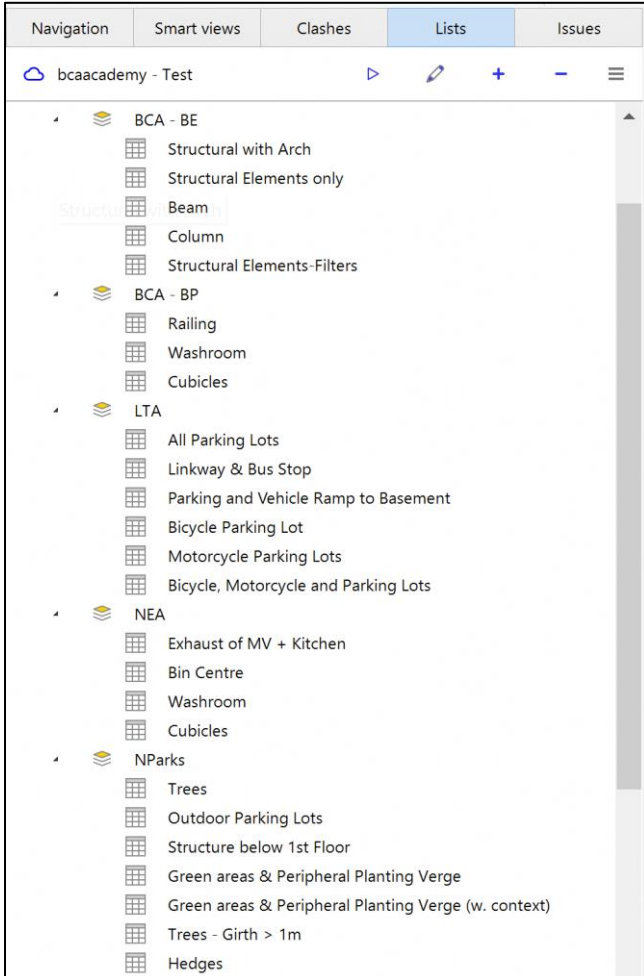 Navigation Smart views Clashes Lists Issues
bcaacademy - Test
BCA - BE
Structural with Arch
Structural Elements only
Beam
Column
Structural Elements-Filters
BCA - BP
Railing
Washroom
Cubicles
LTA
All Parking Lots
Linkway & Bus Stop
Parking and Vehicle Ramp to Basement
Bicycle Parking Lot
Motorcycle Parking Lots
Bicycle, Motorcycle and Parking Lots
NEA
Exhaust of MV + Kitchen
Bin Centre
Washroom
Cubicles
NParks
Trees
Outdoor Parking Lots
Structure below 1st Floor
Green areas & Peripheral Planting Verge
Green areas & Peripheral Planting Verge (w. context)
Trees - Girth > 1m
Hedges